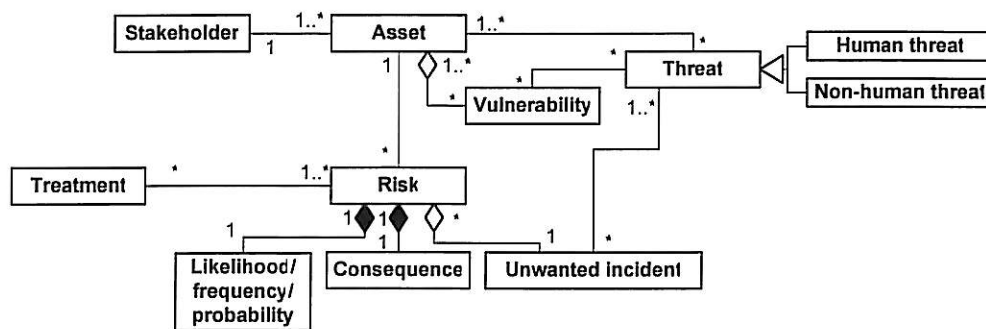 Stakeholder
1
1..*
Asset
1..*
*
Threat
Human threat
Non-human threat
1
1..*
*
*
*
Vulnerability
1..*
*
Treatment
*
1..*
Risk
1
1
*
1
1
1
*
Likelihood/
frequency/
probability
Consequence
Unwanted incident